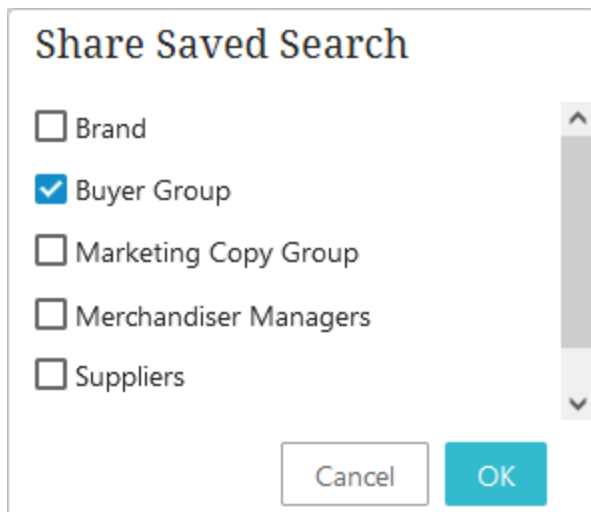 Share Saved Search
Brand
Buyer Group
Marketing Copy Group
Merchandiser Managers
Suppliers
Cancel OK